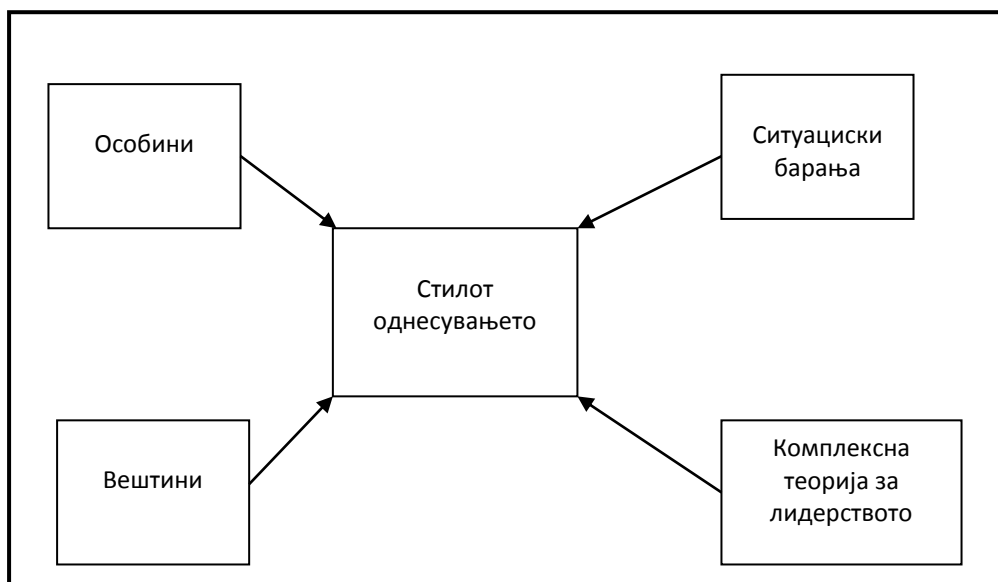 Особини
Ситуациски
барања
Стилот
однесувањето
Вештини
Комплексна
теорија за
лидерството